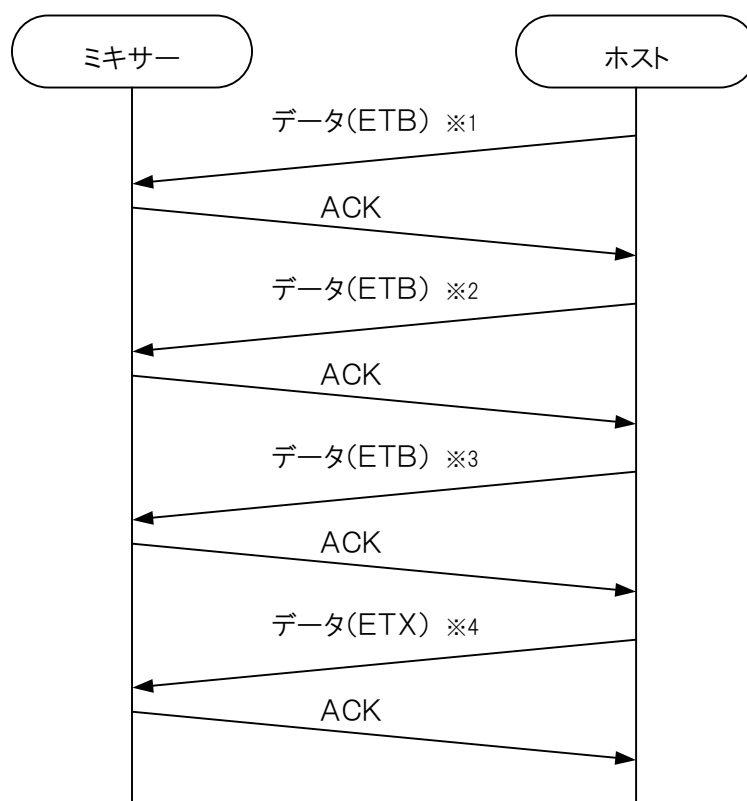 ミキサー
ホスト
データ(ETB) ※1
ACK
データ(ETB) ※2
ACK
データ(ETB) ※3
ACK
データ(ETX) ※4
ACK